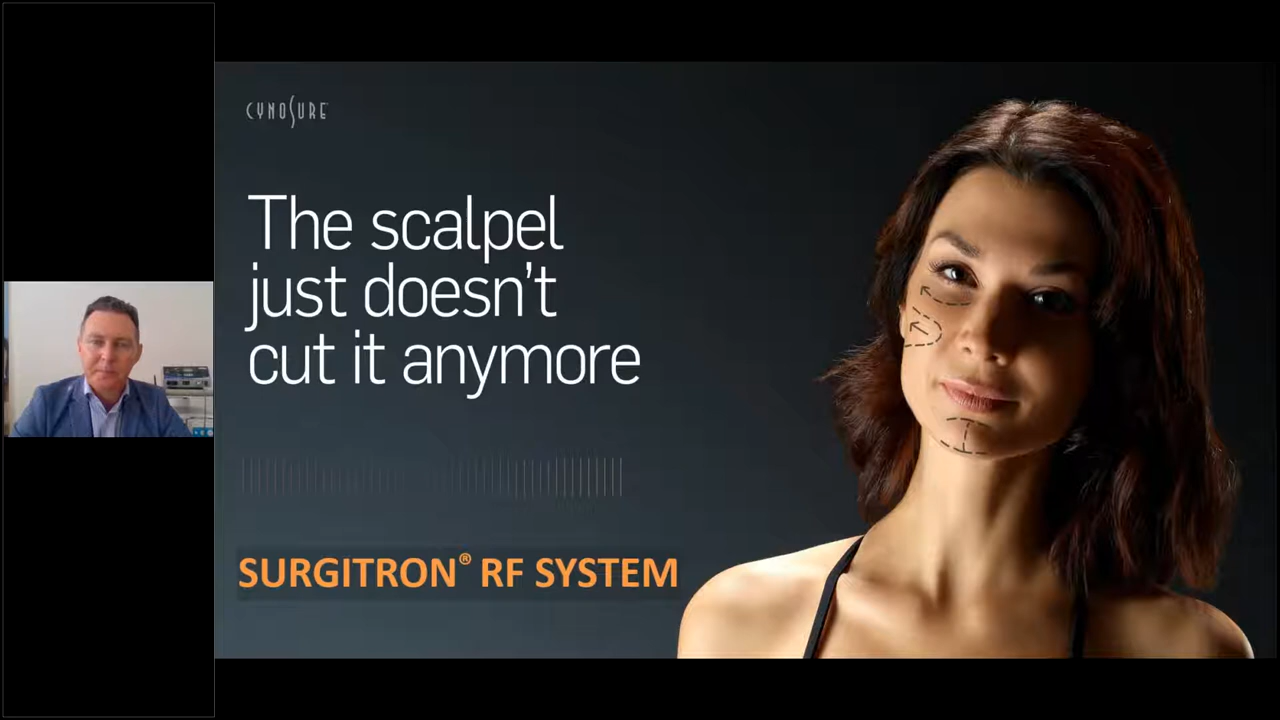 CYNOSURE
The scalpel
just doesn't
cut it anymore
SURGITRON® RF SYSTEM